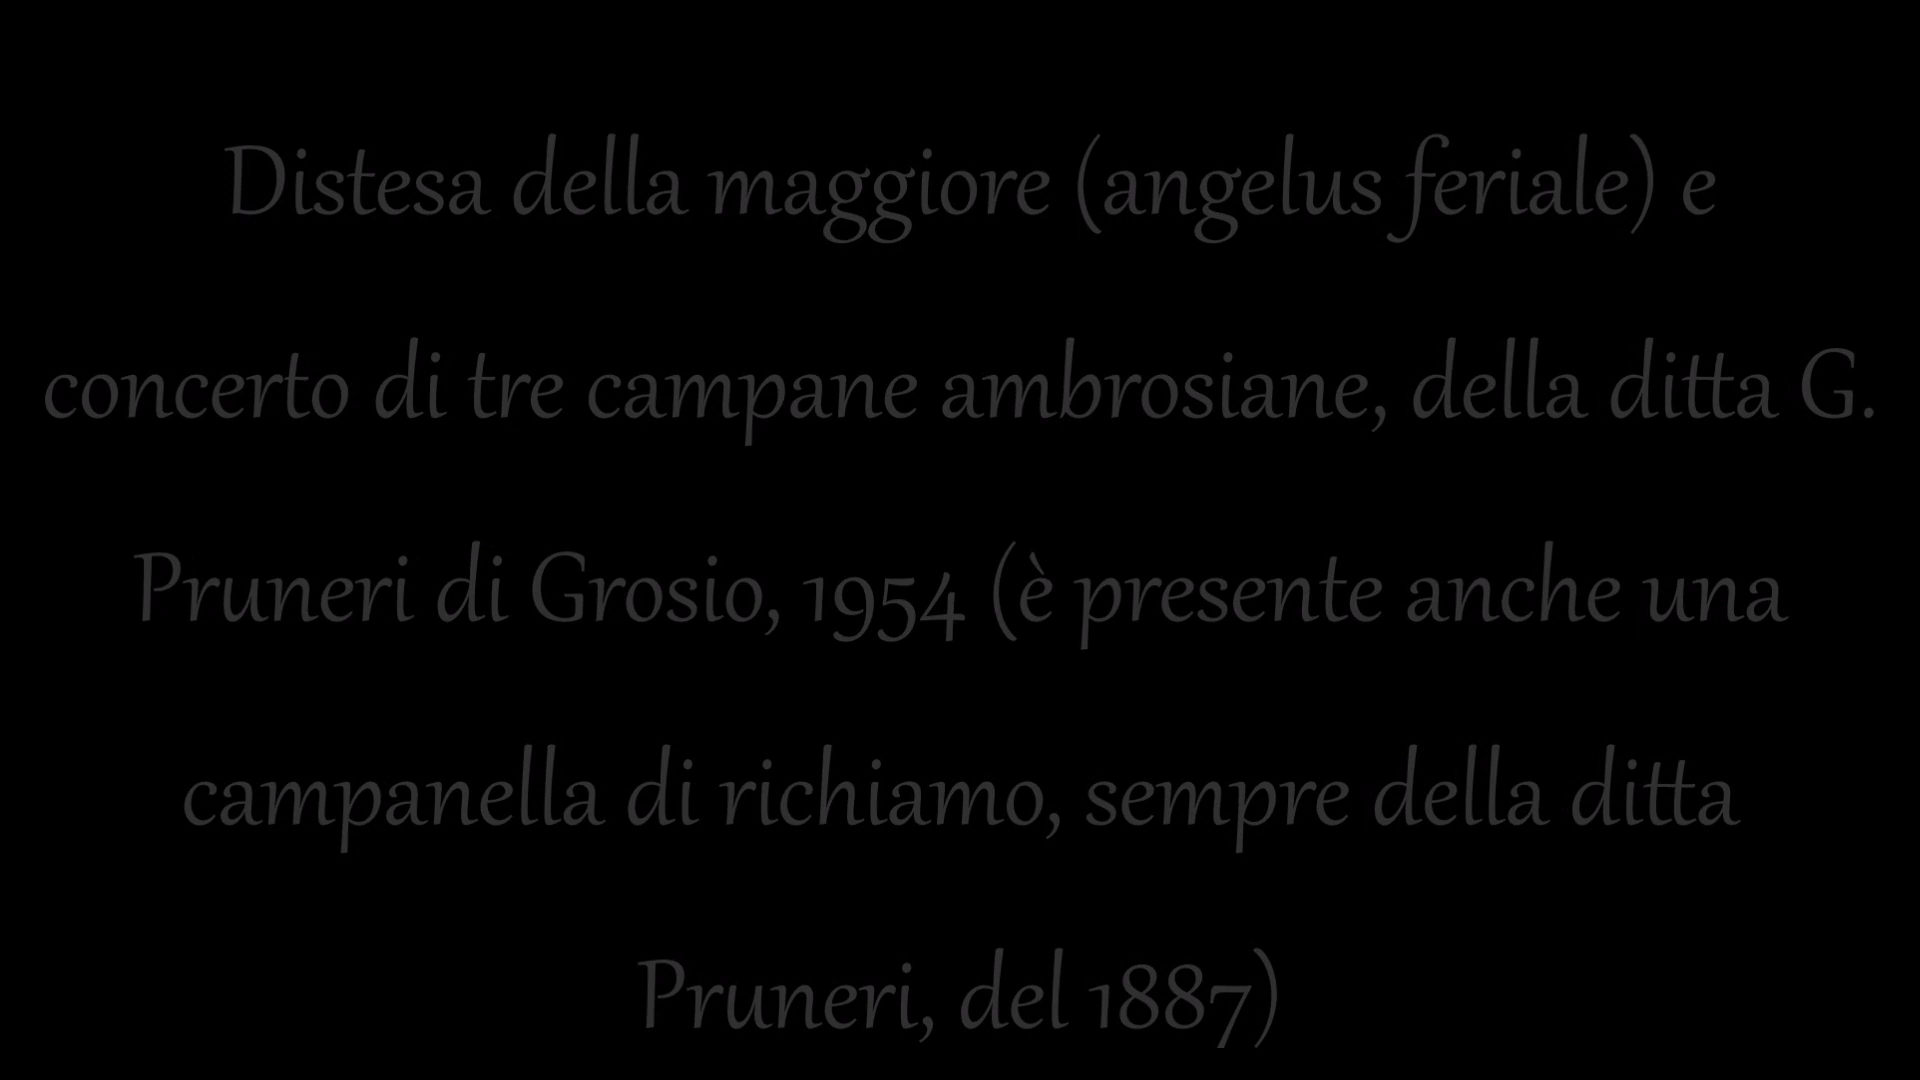 Distesa della maggiore (angelus feriale) e
concerto di tre campane ambrosiane, della ditta G.
Pruneri di Grosio, 1954 (è presente anche una
campanella di richiamo, sempre della ditta
Pruneri, del 1887)